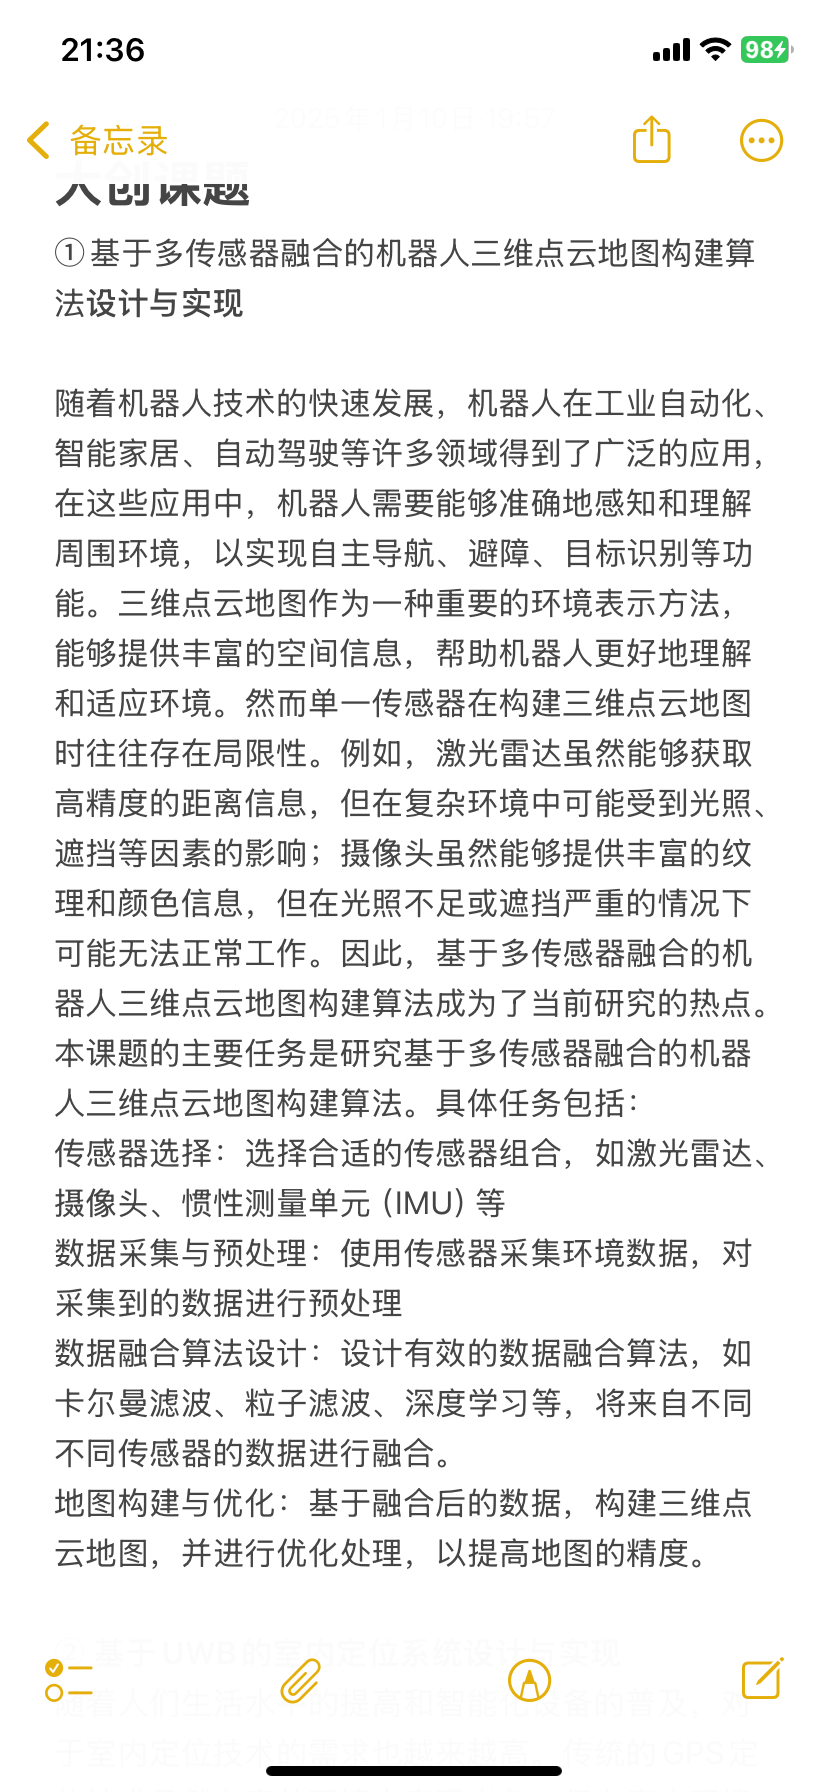 21:36
98
2025年1月10日 19:57
备忘录
大创课题
①基于多传感器融合的机器人三维点云地图构建算
法设计与实现
随着机器人技术的快速发展，机器人在工业自动化、
智能家居、自动驾驶等许多领域得到了广泛的应用，
在这些应用中，机器人需要能够准确地感知和理解
周围环境，以实现自主导航、避障、目标识别等功
能。三维点云地图作为一种重要的环境表示方法，
能够提供丰富的空间信息，帮助机器人更好地理解
和适应环境。然而单一传感器在构建三维点云地图
时往往存在局限性。例如，激光雷达虽然能够获取
高精度的距离信息，但在复杂环境中可能受到光照、
遮挡等因素的影响；摄像头虽然能够提供丰富的纹
理和颜色信息，但在光照不足或遮挡严重的情况下
可能无法正常工作。因此，基于多传感器融合的机
器人三维点云地图构建算法成为了当前研究的热点。
本课题的主要任务是研究基于多传感器融合的机器
人三维点云地图构建算法。具体任务包括：
传感器选择：选择合适的传感器组合，如激光雷达、
摄像头、惯性测量单元（IMU）等
数据采集与预处理：使用传感器采集环境数据，对
采集到的数据进行预处理
数据融合算法设计：设计有效的数据融合算法，如
卡尔曼滤波、粒子滤波、深度学习等，将来自不同
不同传感器的数据进行融合。
地图构建与优化：基于融合后的数据，构建三维点
云地图，并进行优化处理，以提高地图的精度。
② 基于UWB的室内定位系统设计与实现
随着人们生活水平的提高和智能化设备的普及，对
于室内定位技术的需求也越来越高。传统的GPS定